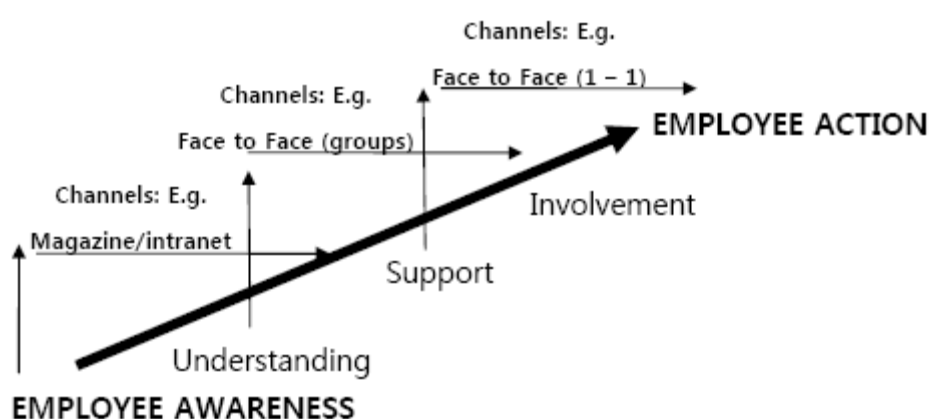 Channels: E.g.
Face to Face (1 – 1)
Channels: E.g.
EMPLOYEE ACTION
Face to Face (groups)
Channels: E.g.
Involvement
Magazine/intranet
Support
Understanding
EMPLOYEE AWARENESS